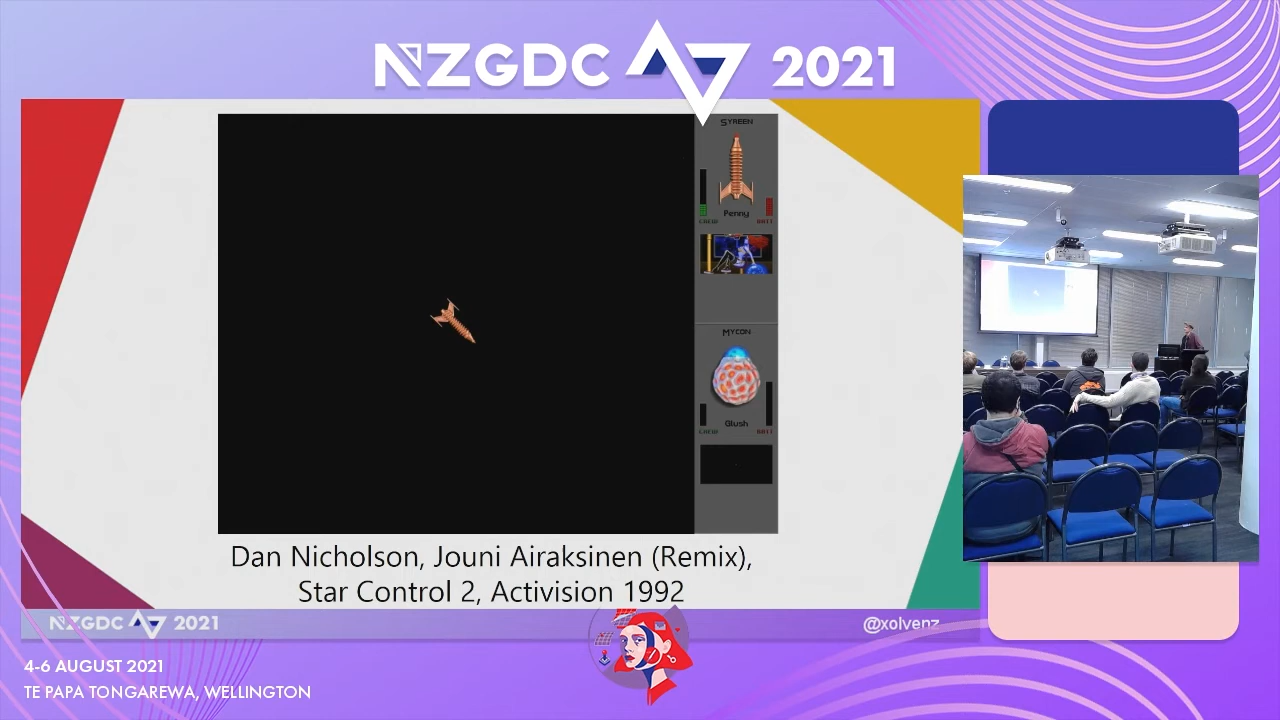 NZGDC 2021
SYREEN
CREW BATT
Penny
MYCON
Glush
CREW BATT
Dan Nicholson, Jouni Airaksinen (Remix),
Star Control 2, Activision 1992
NZGDC 2021
@xolvenz
4-6 AUGUST 2021
TE PAPA TONGAREWA, WELLINGTON